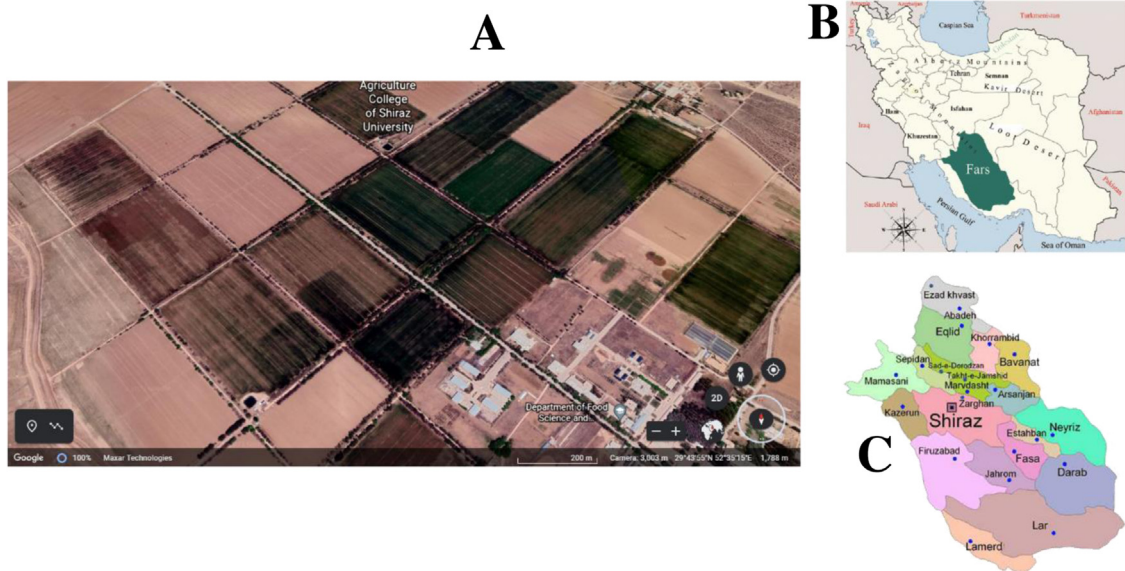 A
Agriculture
College
of Shiraz
University
Department of Food
Science and...
2D
Google
100%
Maxar Technologies
200 m
Camera: 3,003 m
29°43'55"N 52°35'15"E
1,788 m
B
Caspian Sea
Turkmenistan
Turkey
Alborz Mountains
Tehran
Semnan
Kavir Desert
Ilam
Isfahan
Afghanistan
Iraq
Khuzestan
Loot Desert
Fars
Pakistan
Saudi Arabi
Persian Gulf
N
W
E
S
Sea of Oman
C
Ezad khvast
Abadeh
Eqlid
Khorrambid
Bavanat
Sepidan
Sad-e-Dorodzan
Takht-e-Jamshid
Mamasani
Marvdasht
Arsanjan
Zarghan
Kazerun
Shiraz
Neyriz
Estahban
Firuzabad
Fasa
Darab
Jahrom
Lar
Lamerd